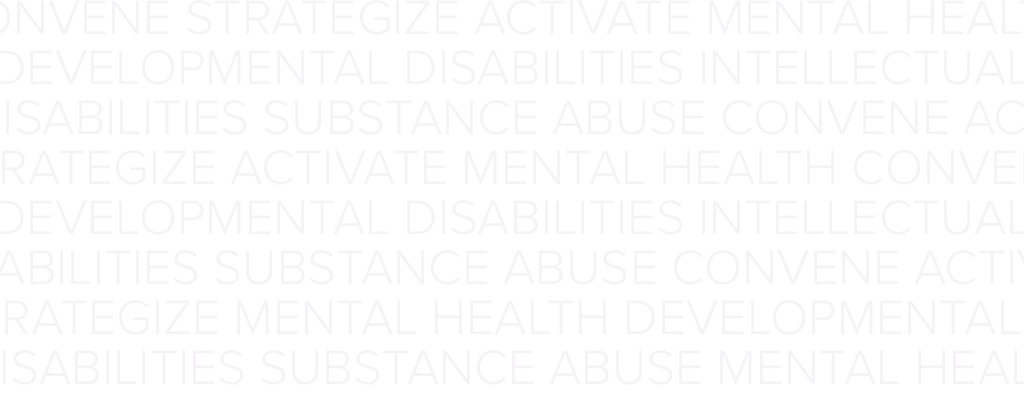 ONVENE STRATEGIZE ACTIVATE MENTAL HEAL
DEVELOPMENTAL DISABILITIES INTELLECTUAL
ISABILITIES SUBSTANCE ABUSE CONVENE AC
RATEGIZE ACTIVATE MENTAL HEALTH CONVE
DEVELOPMENTAL DISABILITIES INTELLECTUAL
ABILITIES SUBSTANCE ABUSE CONVENE ACTIV
RATEGIZE MENTAL HEALTH DEVELOPMENTAL
ISABILITIES SUBSTANCE ABUSE MENTAL HEAL